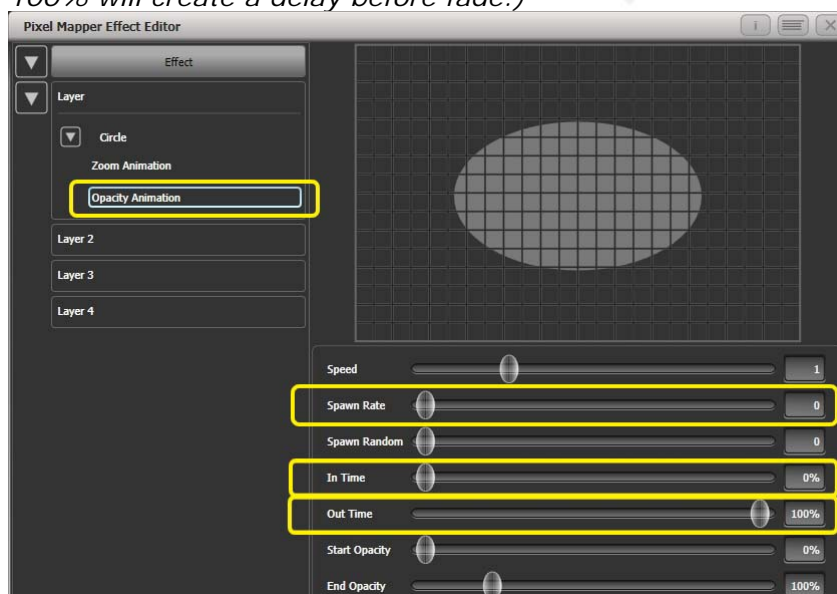 100% will create a delay before fade.)
Pixel Mapper Effect Editor
Effect
Layer
Circle
Zoom Animation
Opacity Animation
Layer 2
Layer 3
Layer 4
Speed 1
Spawn Rate 0
Spawn Random 0
In Time 0%
Out Time 100%
Start Opacity 0%
End Opacity 100%